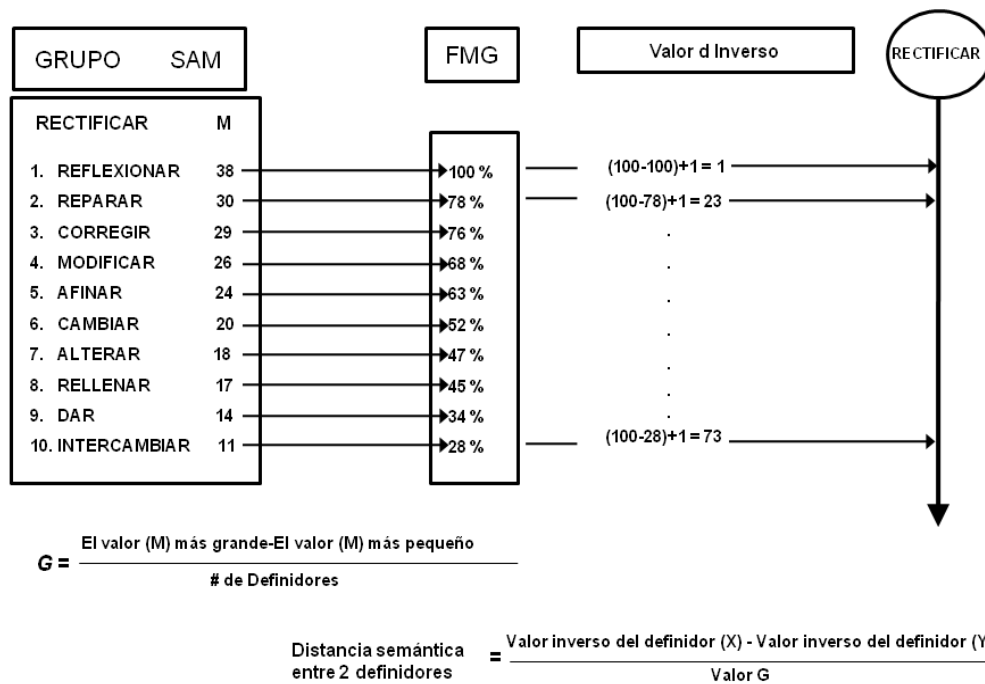 GRUPO SAM
FMG
Valor d Inverso
RECTIFICAR
RECTIFICAR M
1. REFLEXIONAR 38 100 % (100-100)+1 = 1
2. REPARAR 30 78 % (100-78)+1 = 23
3. CORREGIR 29 76 %
4. MODIFICAR 26 68 %
5. AFINAR 24 63 %
6. CAMBIAR 20 52 %
7. ALTERAR 18 47 %
8. RELLENAR 17 45 %
9. DAR 14 34 %
10. INTERCAMBIAR 11 28 % (100-28)+1 = 73
El valor (M) más grande-El valor (M) más pequeño
G =
# de Definidores
Valor inverso del definidor (X) - Valor inverso del definidor (Y
Distancia semántica
=
entre 2 definidores
Valor G